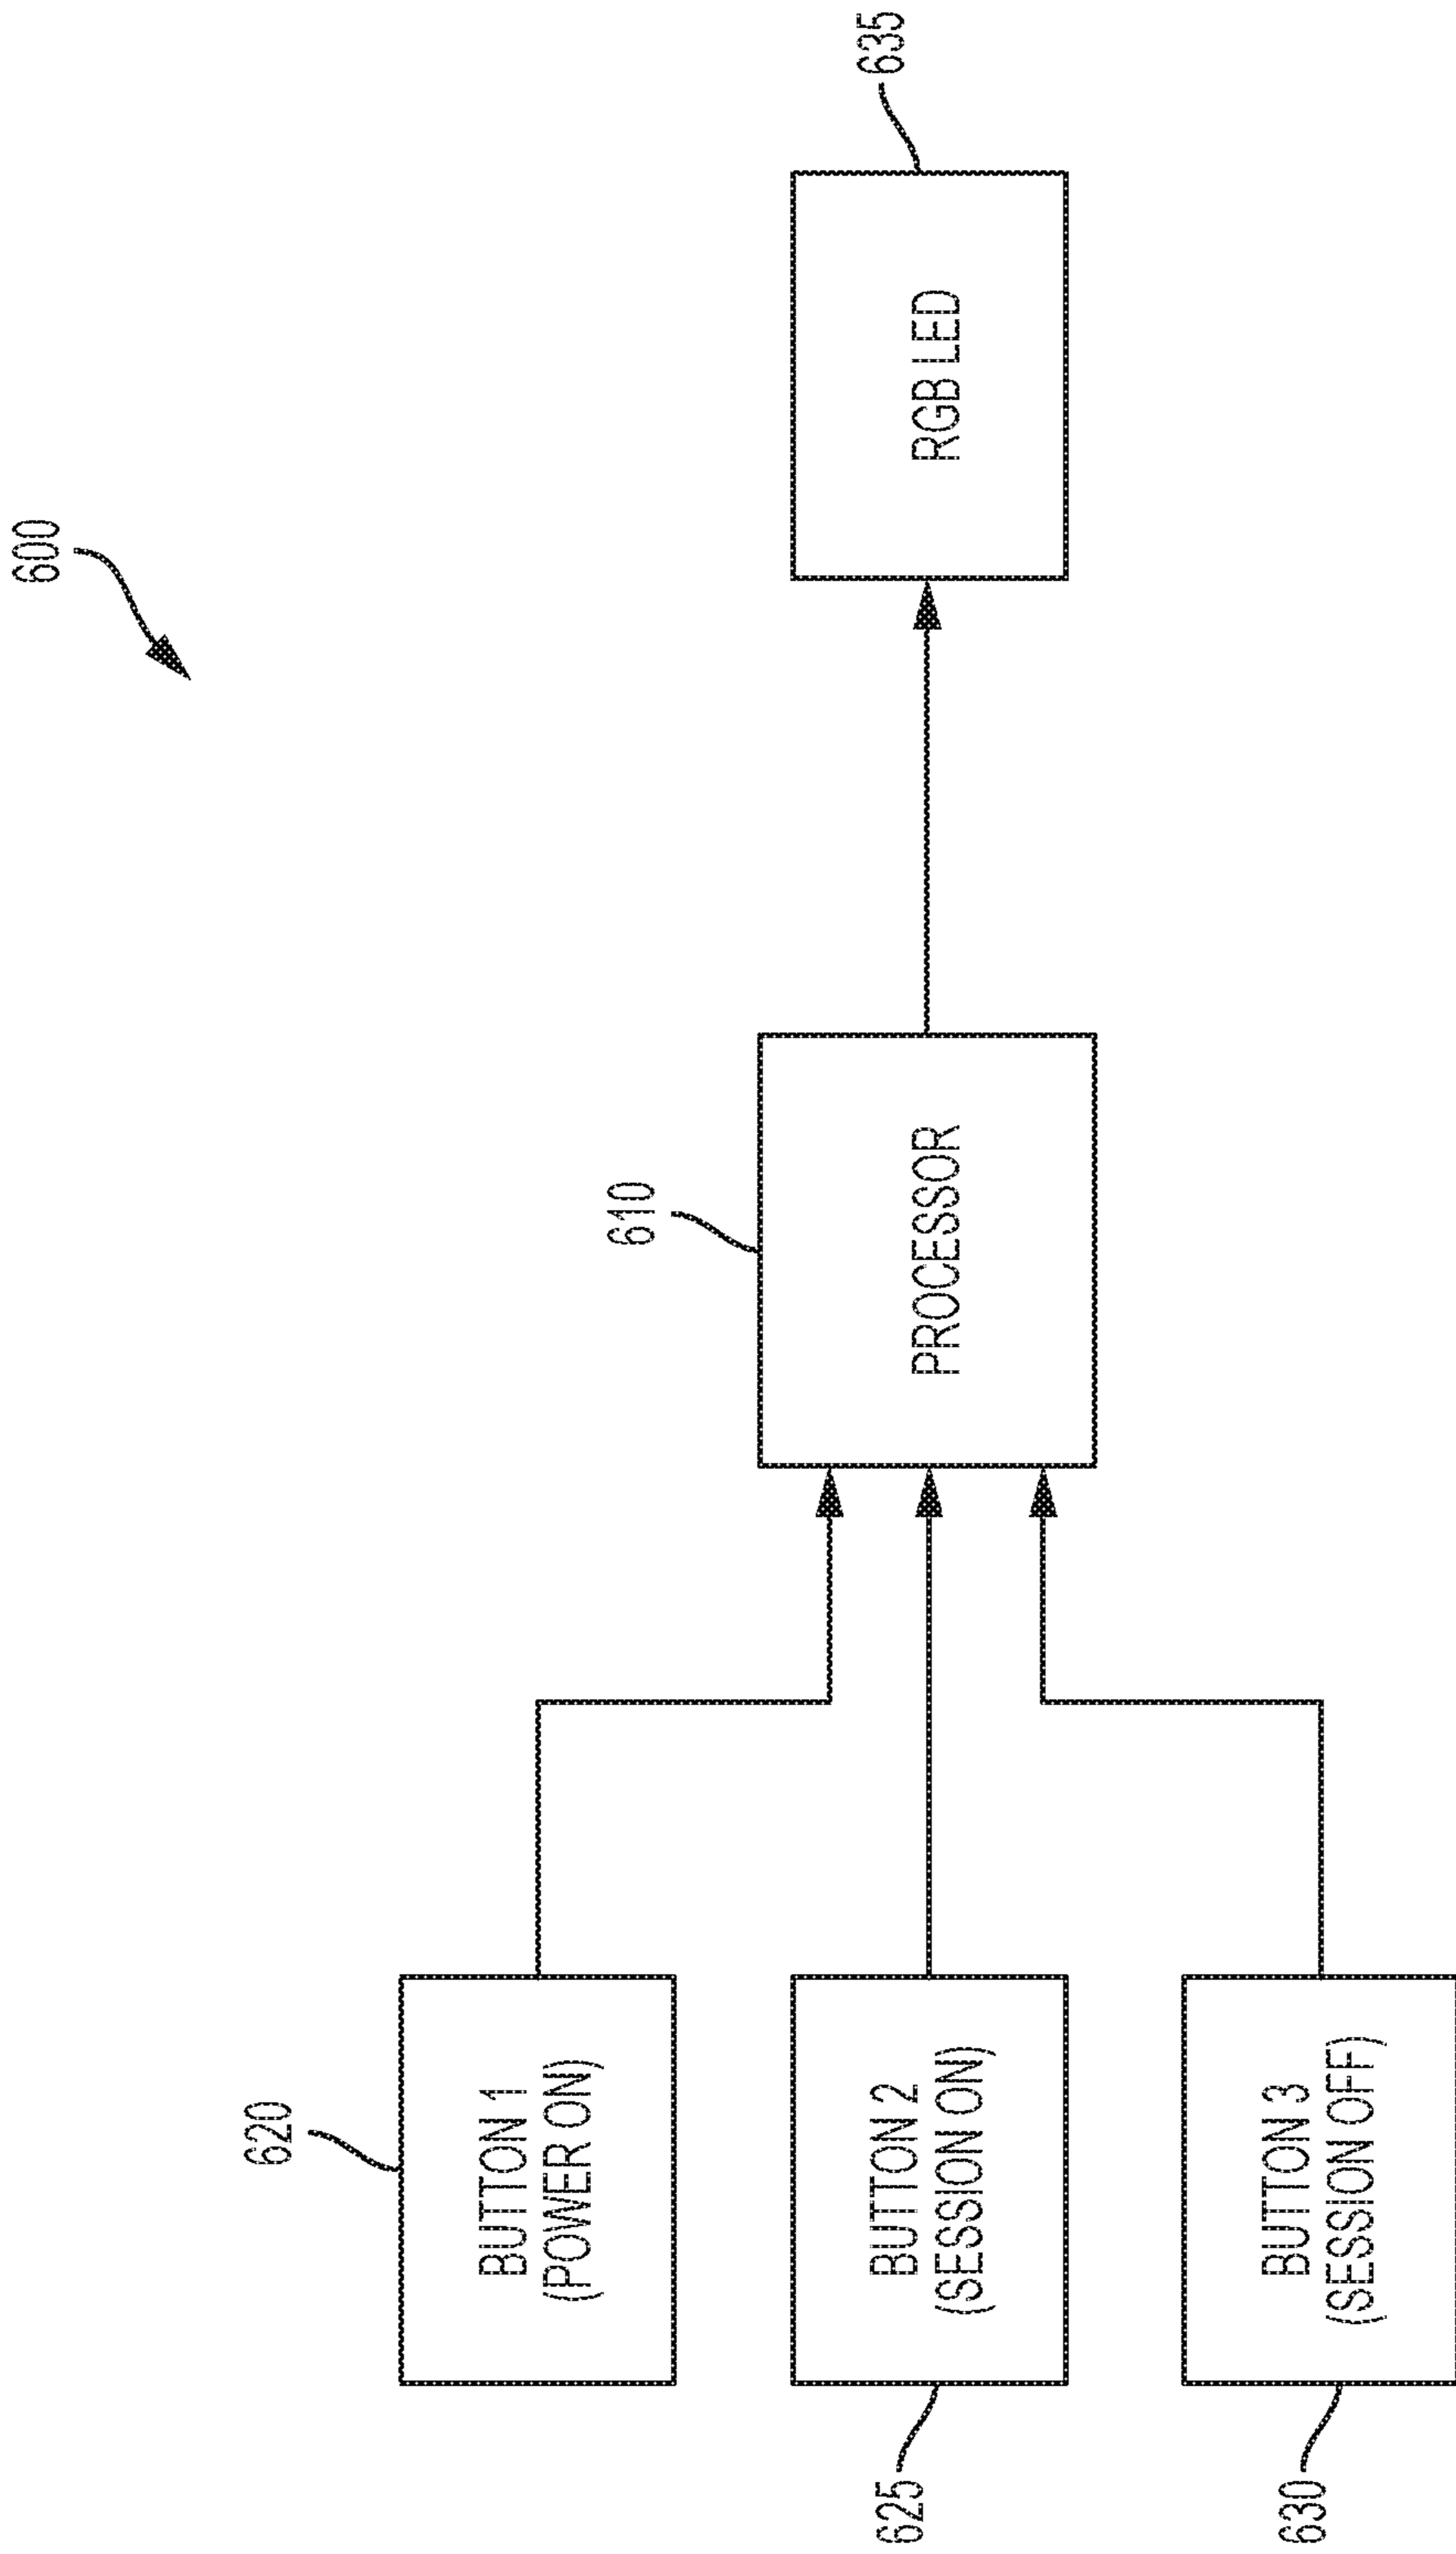 600
620
BUTTON 1
(POWER ON)
625
BUTTON 2
(SESSION ON)
630
BUTTON 3
(SESSION OFF)
610
PROCESSOR
635
RGB LED